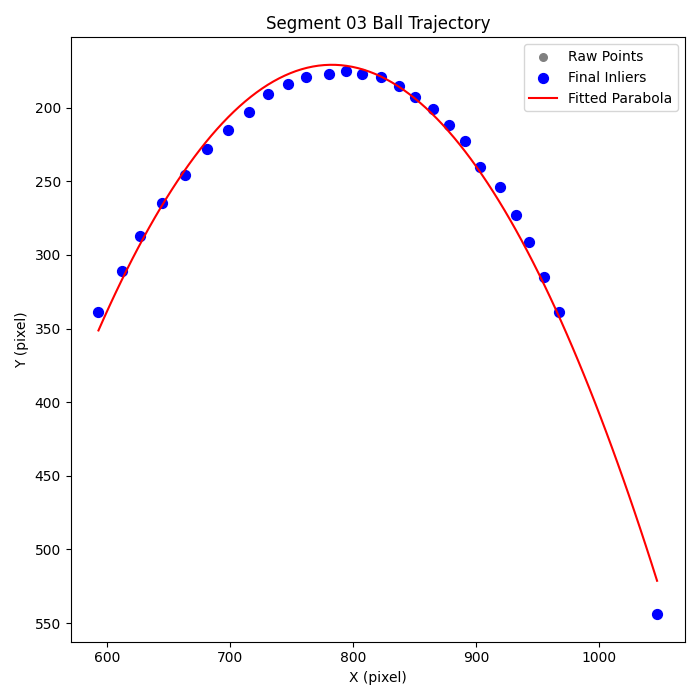 Segment 03 Ball Trajectory
Raw Points
Final Inliers
Fitted Parabola
Y (pixel)
200
250
300
350
400
450
500
550
600 700 800 900 1000
X (pixel)